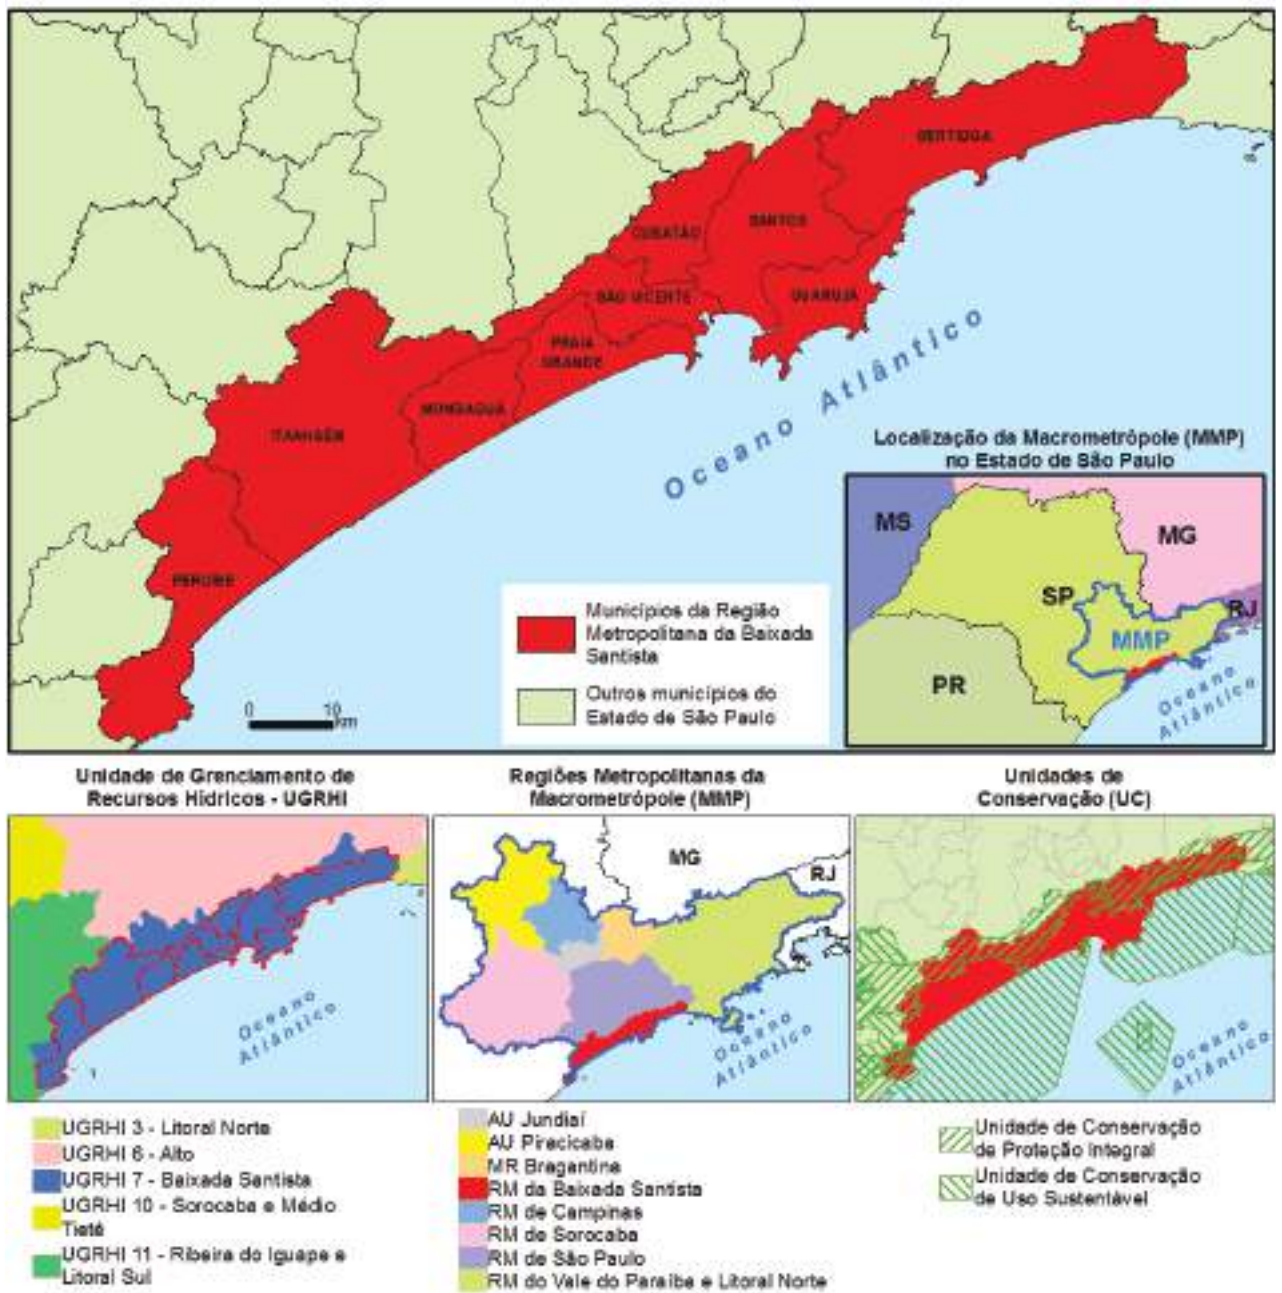 BERTIOGA
SANTOS
CUBATÃO
SÃO VICENTE
GUARUJÁ
PRAIA
GRANDE
MONGAGUÁ
ITANHAÉM
PERUÍBE
Oceano Atlântico
Localização da Macrometrópole (MMP)
no Estado de São Paulo
MS
MG
SP
RJ
MMP
PR
Oceano
Atlântico
Municípios da Região
Metropolitana da Baixada
Santista
Outros municípios do
Estado de São Paulo
0 10
km
Unidade de Grenciamento de
Recursos Hídricos - UGRHI
Oceano
Atlântico
UGRHI 3 - Litoral Norte
UGRHI 6 - Alto
UGRHI 7 - Baixada Santista
UGRHI 10 - Sorocaba e Médio
Tietê
UGRHI 11 - Ribeira do Iguape e
Litoral Sul
Regiões Metropolitanas da
Macrometrópole (MMP)
MG
RJ
Oceano
Atlântico
AU Jundiaí
AU Piracicaba
MR Bragantina
RM da Baixada Santista
RM de Campinas
RM de Sorocaba
RM de São Paulo
RM do Vale do Paraíba e Litoral Norte
Unidades de
Conservação (UC)
Oceano
Atlântico
Unidade de Conservação
de Proteção Integral
Unidade de Conservação
de Uso Sustentável